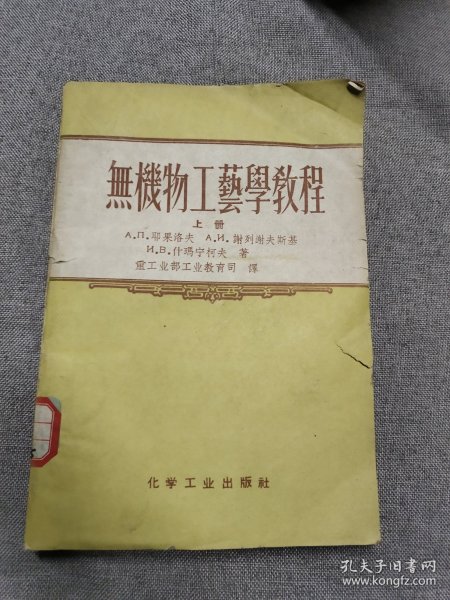 無機物工藝學教程
上册
А.П.耶果洛夫 А.И.謝列謝夫斯基
И.В.什瑪宁柯夫 著
重工业部工业教育司 譯
化学工业出版社
孔夫子旧书网
www.kongfz.com